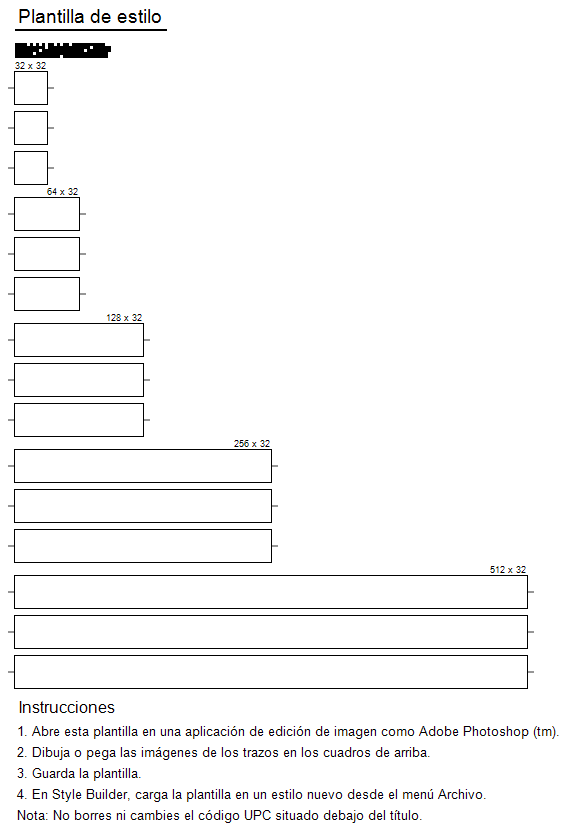 Plantilla de estilo
32 x 32
64 x 32
128 x 32
256 x 32
512 x 32
Instrucciones
1. Abre esta plantilla en una aplicación de edición de imagen como Adobe Photoshop (tm).
2. Dibuja o pega las imágenes de los trazos en los cuadros de arriba.
3. Guarda la plantilla.
4. En Style Builder, carga la plantilla en un estilo nuevo desde el menú Archivo.
Nota: No borres ni cambies el código UPC situado debajo del título.